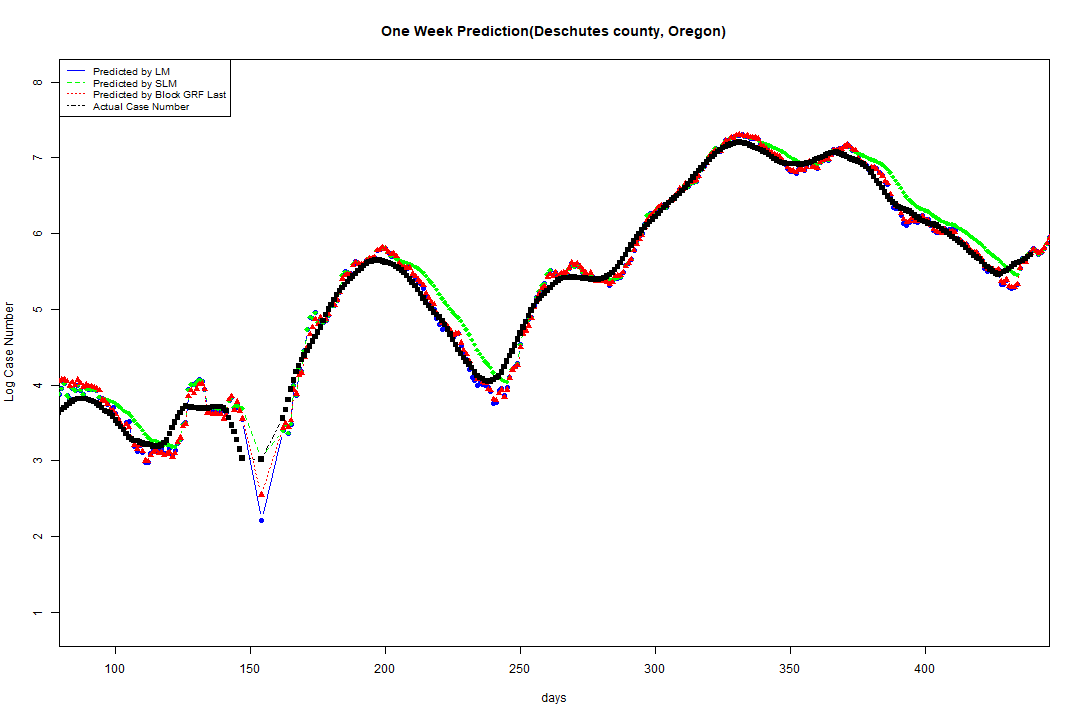 One Week Prediction(Deschutes county, Oregon)
Predicted by LM
Predicted by SLM
Predicted by Block GRF Last
Actual Case Number
8
7
6
5
4
3
2
1
Log Case Number
100 150 200 250 300 350 400
days